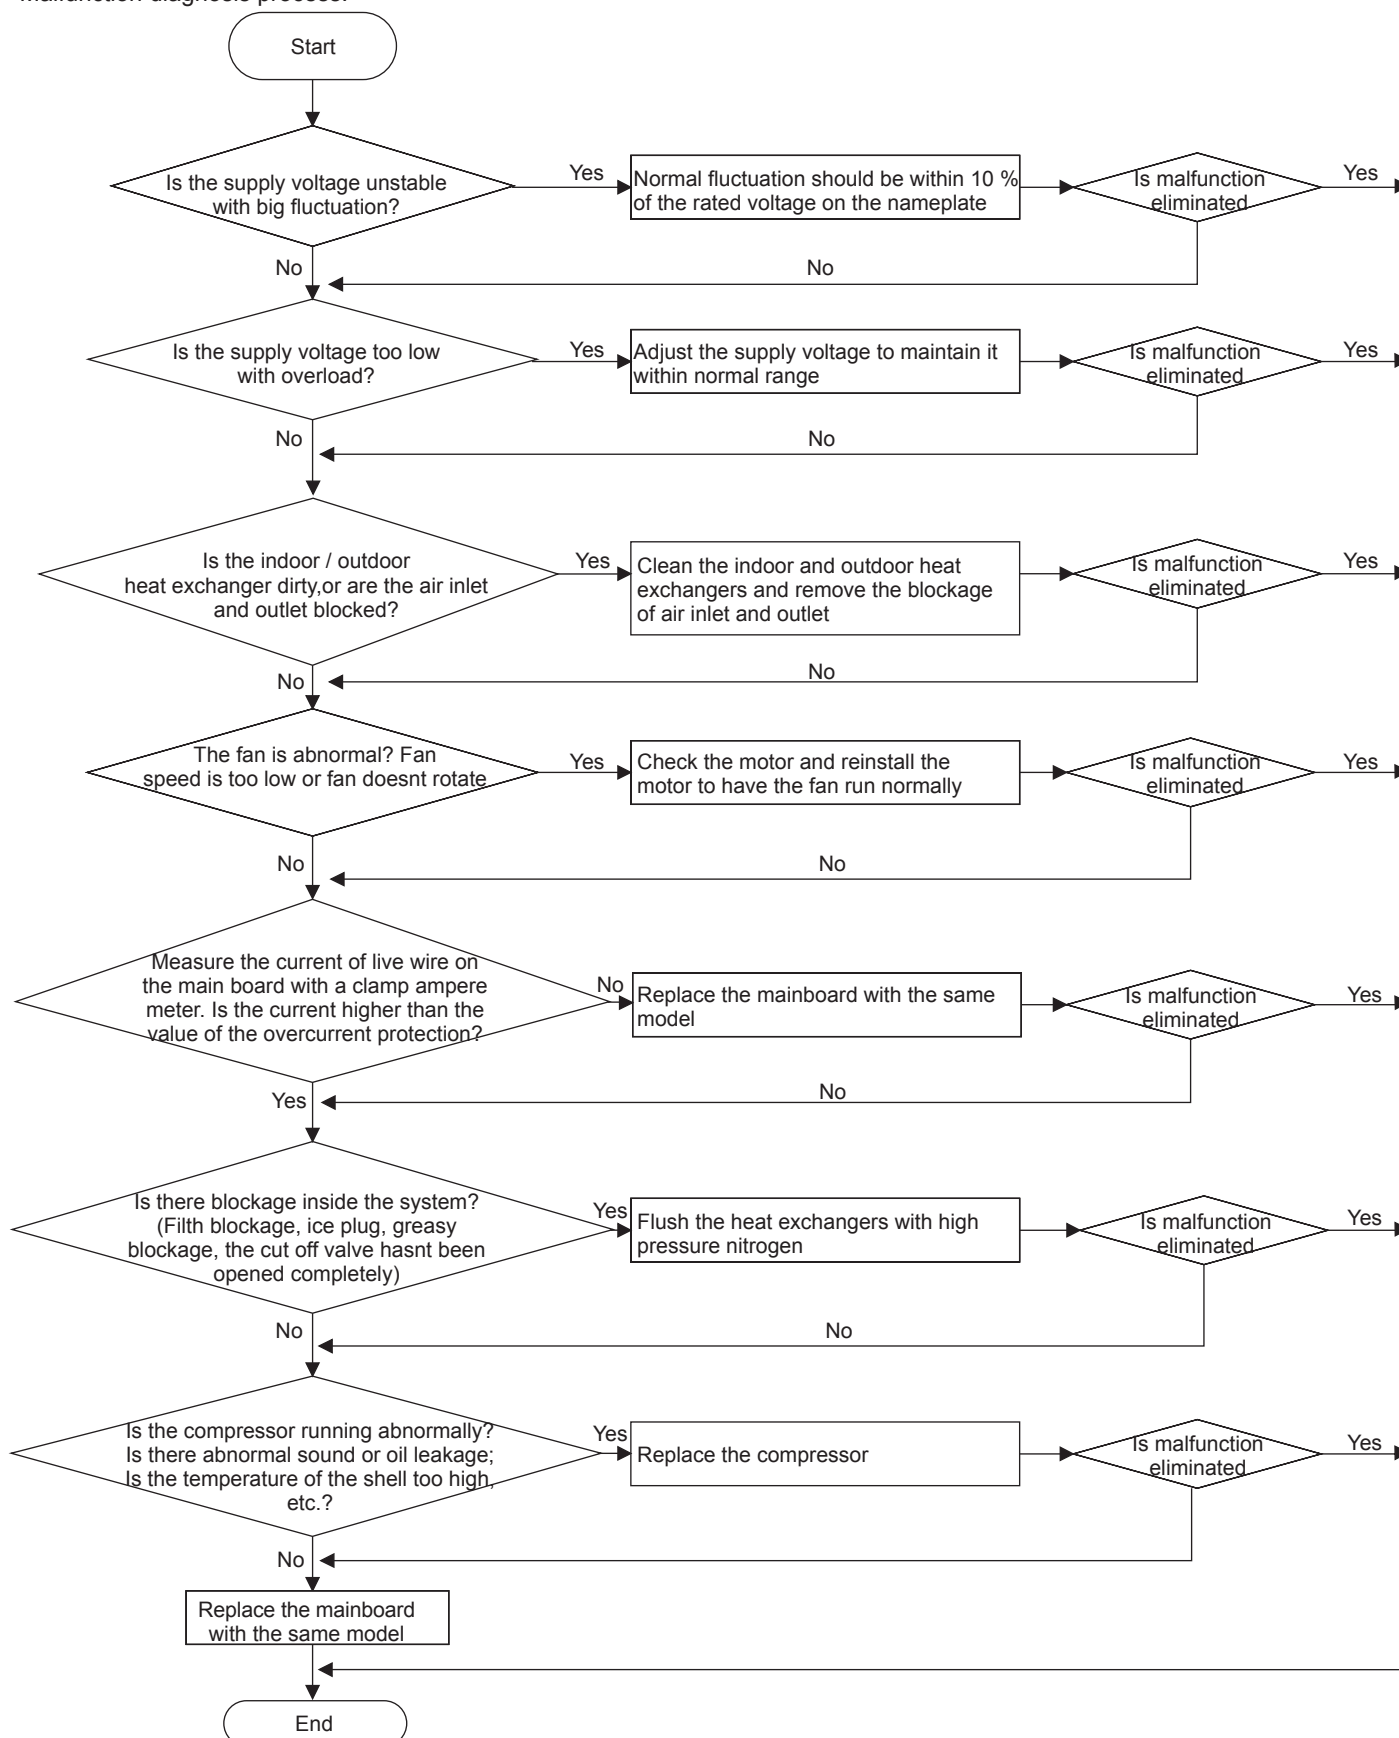 Malfunction diagnosis process:
Start
Is the supply voltage unstable
with big fluctuation?
Yes
Normal fluctuation should be within 10 %
of the rated voltage on the nameplate
Is malfunction
eliminated
Yes
No
No
Is the supply voltage too low
with overload?
Yes
Adjust the supply voltage to maintain it
within normal range
Is malfunction
eliminated
Yes
No
No
Is the indoor / outdoor
heat exchanger dirty,or are the air inlet
and outlet blocked?
Yes
Clean the indoor and outdoor heat
exchangers and remove the blockage
of air inlet and outlet
Is malfunction
eliminated
Yes
No
No
The fan is abnormal? Fan
speed is too low or fan doesnt rotate
Yes
Check the motor and reinstall the
motor to have the fan run normally
Is malfunction
eliminated
Yes
No
No
Measure the current of live wire on
the main board with a clamp ampere
meter. Is the current higher than the
value of the overcurrent protection?
No
Replace the mainboard with the same
model
Is malfunction
eliminated
Yes
Yes
No
Is there blockage inside the system?
(Filth blockage, ice plug, greasy
blockage, the cut off valve hasnt been
opened completely)
Yes
Flush the heat exchangers with high
pressure nitrogen
Is malfunction
eliminated
Yes
No
No
Is the compressor running abnormally?
Is there abnormal sound or oil leakage;
Is the temperature of the shell too high,
etc.?
Yes
Replace the compressor
Is malfunction
eliminated
Yes
No
Replace the mainboard
with the same model
End